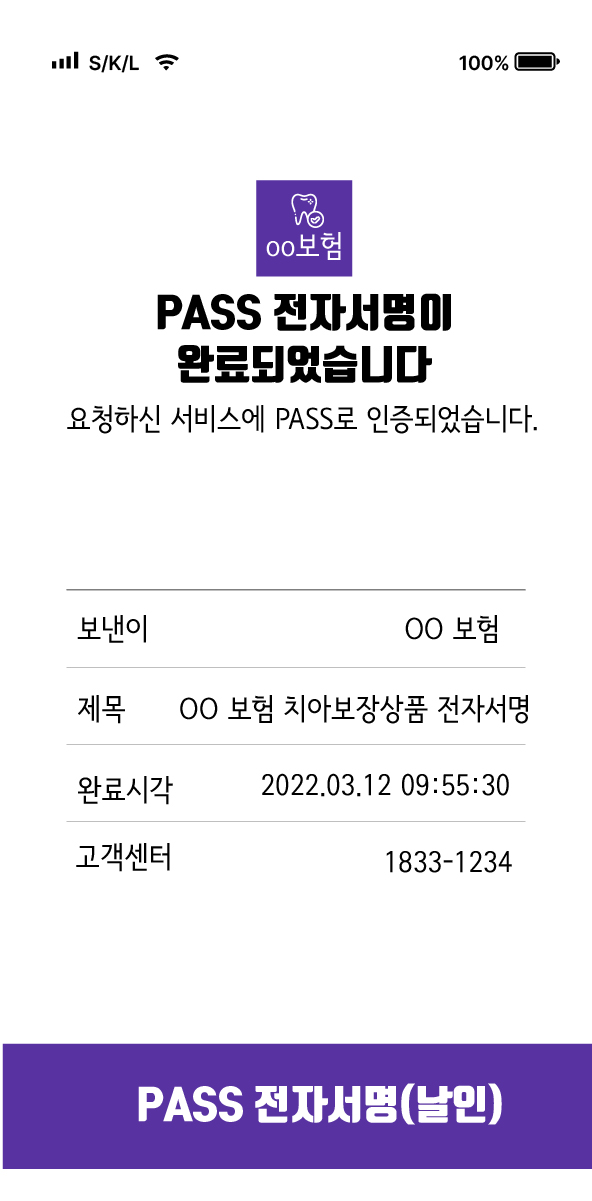 S/K/L 100%
oo보험
PASS 전자서명이
완료되었습니다
요청하신 서비스에 PASS로 인증되었습니다.
보낸이 OO 보험
제목 OO 보험 치아보장상품 전자서명
완료시각 2022.03.12 09:55:30
고객센터 1833-1234
PASS 전자서명(날인)